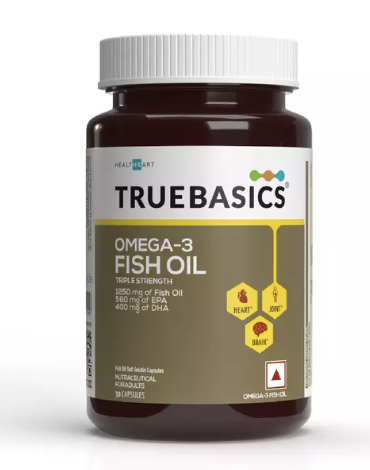 HEALTHKART
TRUEBASICS®
OMEGA-3
FISH OIL
TRIPLE STRENGTH
1250 mg of Fish Oil
560 mg of EPA
400 mg of DHA
HEART^
JOINT^
BRAIN^
Fish Oil Soft Gelatin Capsules
NUTRACEUTICAL
FOR ADULTS
30 CAPSULES
OMEGA-3 FISH OIL